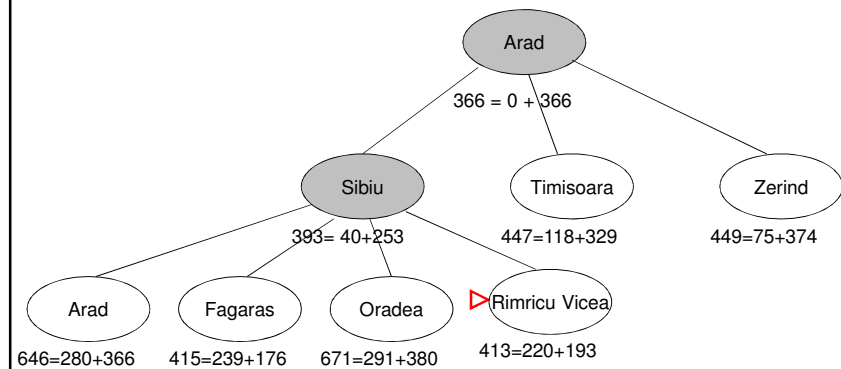 Arad
366 = 0 + 366
Sibiu
Timisoara
Zerind
393= 40+253
447=118+329
449=75+374
Arad
Fagaras
Oradea
Rimricu Vicea
646=280+366
415=239+176
671=291+380
413=220+193